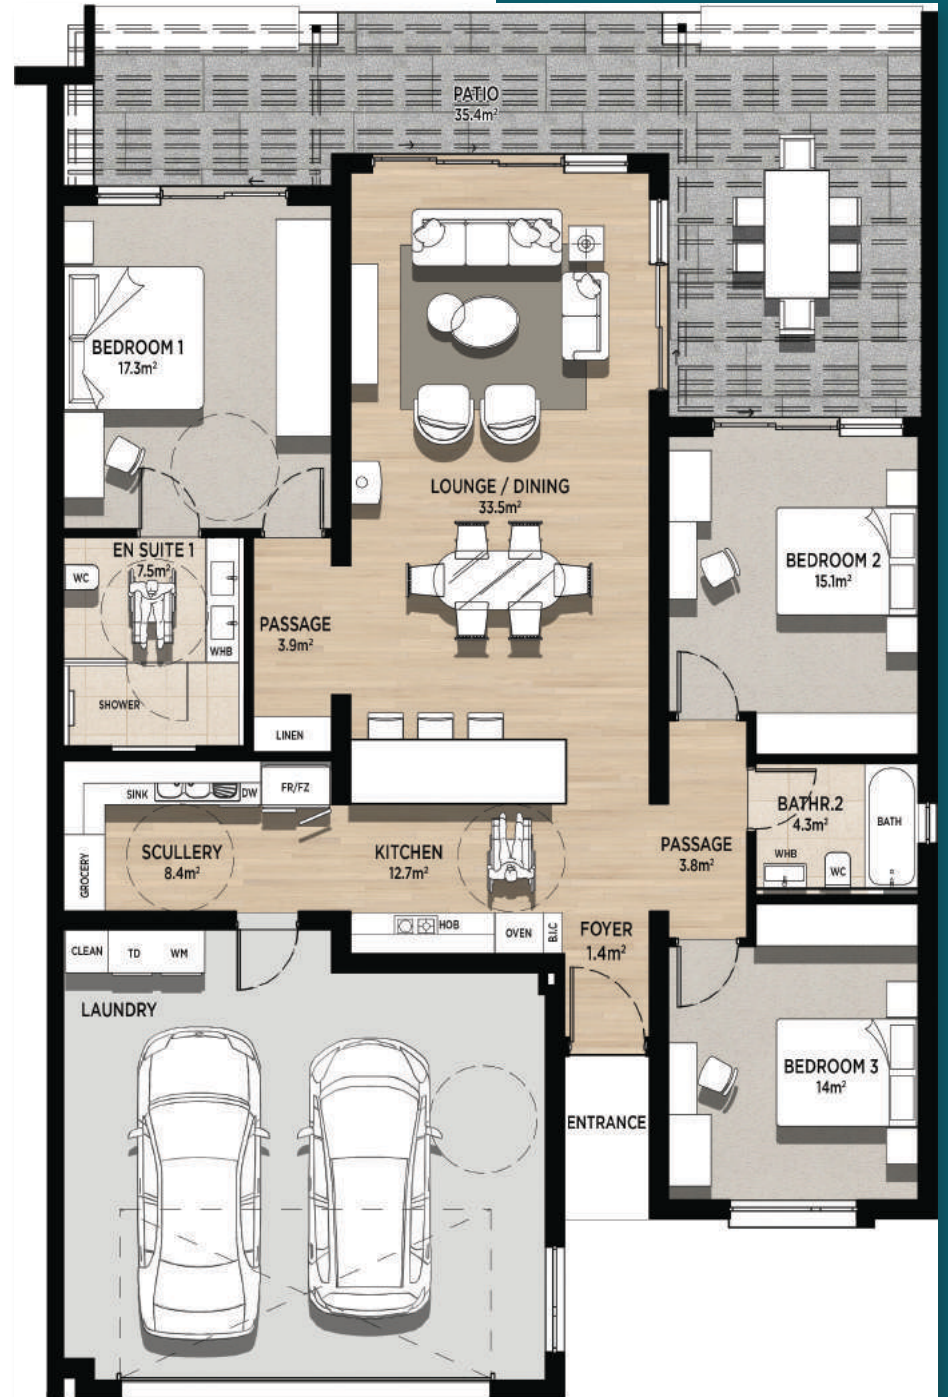 PATIO
35.4m²
BEDROOM 1
17.3m²
LOUNGE / DINING
33.5m²
BEDROOM 2
15.1m²
EN SUITE 1
7.5m²
WC
WHB
SHOWER
PASSAGE
3.9m²
LINEN
SINK
DW
FR/FZ
GROCERY
SCULLERY
8.4m²
KITCHEN
12.7m²
PASSAGE
3.8m²
BATHR.2
4.3m²
BATH
WHB
WC
HOB
OVEN
B.I.C
FOYER
1.4m²
CLEAN
TD
WM
LAUNDRY
BEDROOM 3
14m²
ENTRANCE